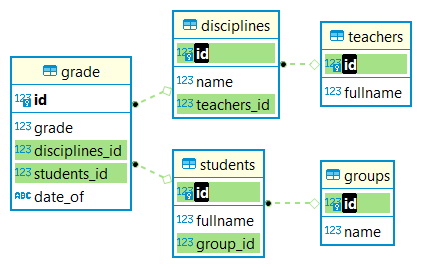 grade
123 id
123 grade
123 disciplines_id
123 students_id
ABC date_of
disciplines
123 id
123 name
123 teachers_id
teachers
123 id
123 fullname
students
123 id
123 fullname
123 group_id
groups
123 id
123 name